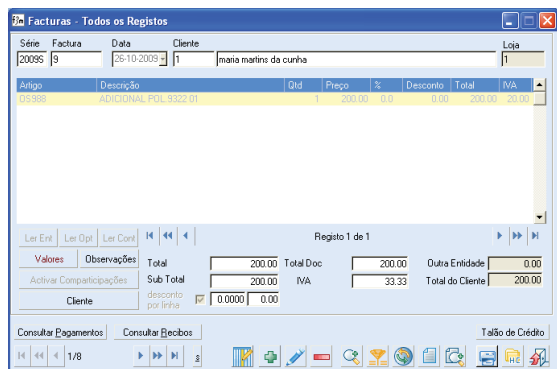 Facturas - Todos os Registos
Série Factura Data Cliente Loja
2009S 9 26-10-2009 1 maria martins da cunha 1
Artigo Descrição Qtd Preço % Desconto Total IVA
OS988 ADICIONAL POL.9322 01 1 200.00 0.0 0.00 200.00 20.00
Ler Ent Ler Opt Ler Cont Registo 1 de 1
Valores Observações Total 200.00 Total Doc 200.00 Outra Entidade 0.00
Activar Comparticipações Sub Total 200.00 IVA 33.33 Total do Cliente 200.00
Cliente desconto por linha 0.0000 0.00
Consultar Pagamentos Consultar Recibos Talão de Crédito
1/8 s